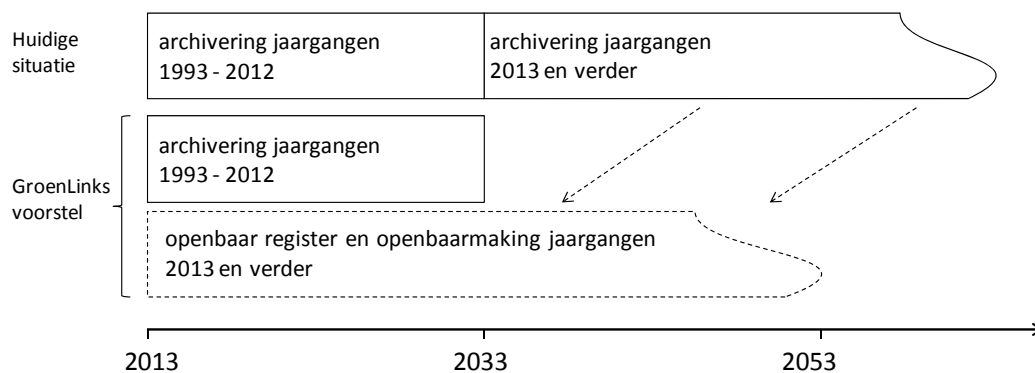 Huidige
situatie
archivering jaargangen
1993 - 2012
archivering jaargangen
2013 en verder
GroenLinks
voorstel
archivering jaargangen
1993 - 2012
openbaar register en openbaarmaking jaargangen
2013 en verder
2013
2033
2053